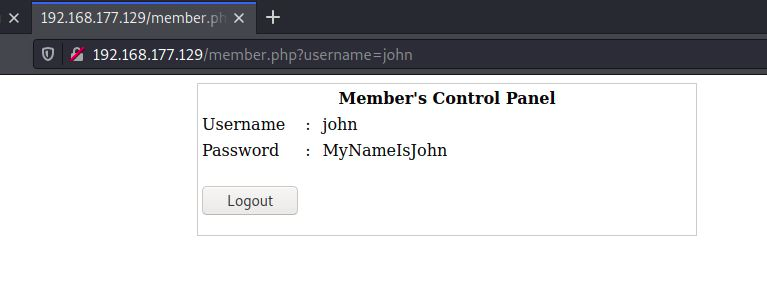 192.168.177.129/member.ph
192.168.177.129/member.php?username=john
Member's Control Panel
Username : john
Password : MyNameIsJohn
Logout